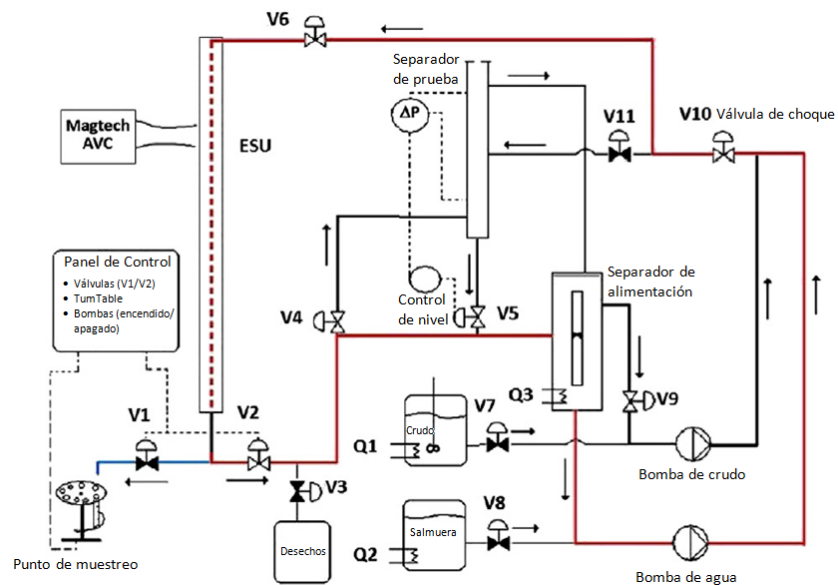 V6
Separador
de prueba
ΔP
V11
V10 Válvula de choque
Magtech
AVC
ESU
Panel de Control
• Válvulas (V1/V2)
• TumTable
• Bombas (encendido/
apagado)
Separador de
alimentación
Control
de nivel
V4
V5
Q3
V9
V1
V2
V7
Crudo
Q1
Bomba de crudo
V3
V8
Salmuera
Desechos
Q2
Punto de muestreo
Bomba de agua